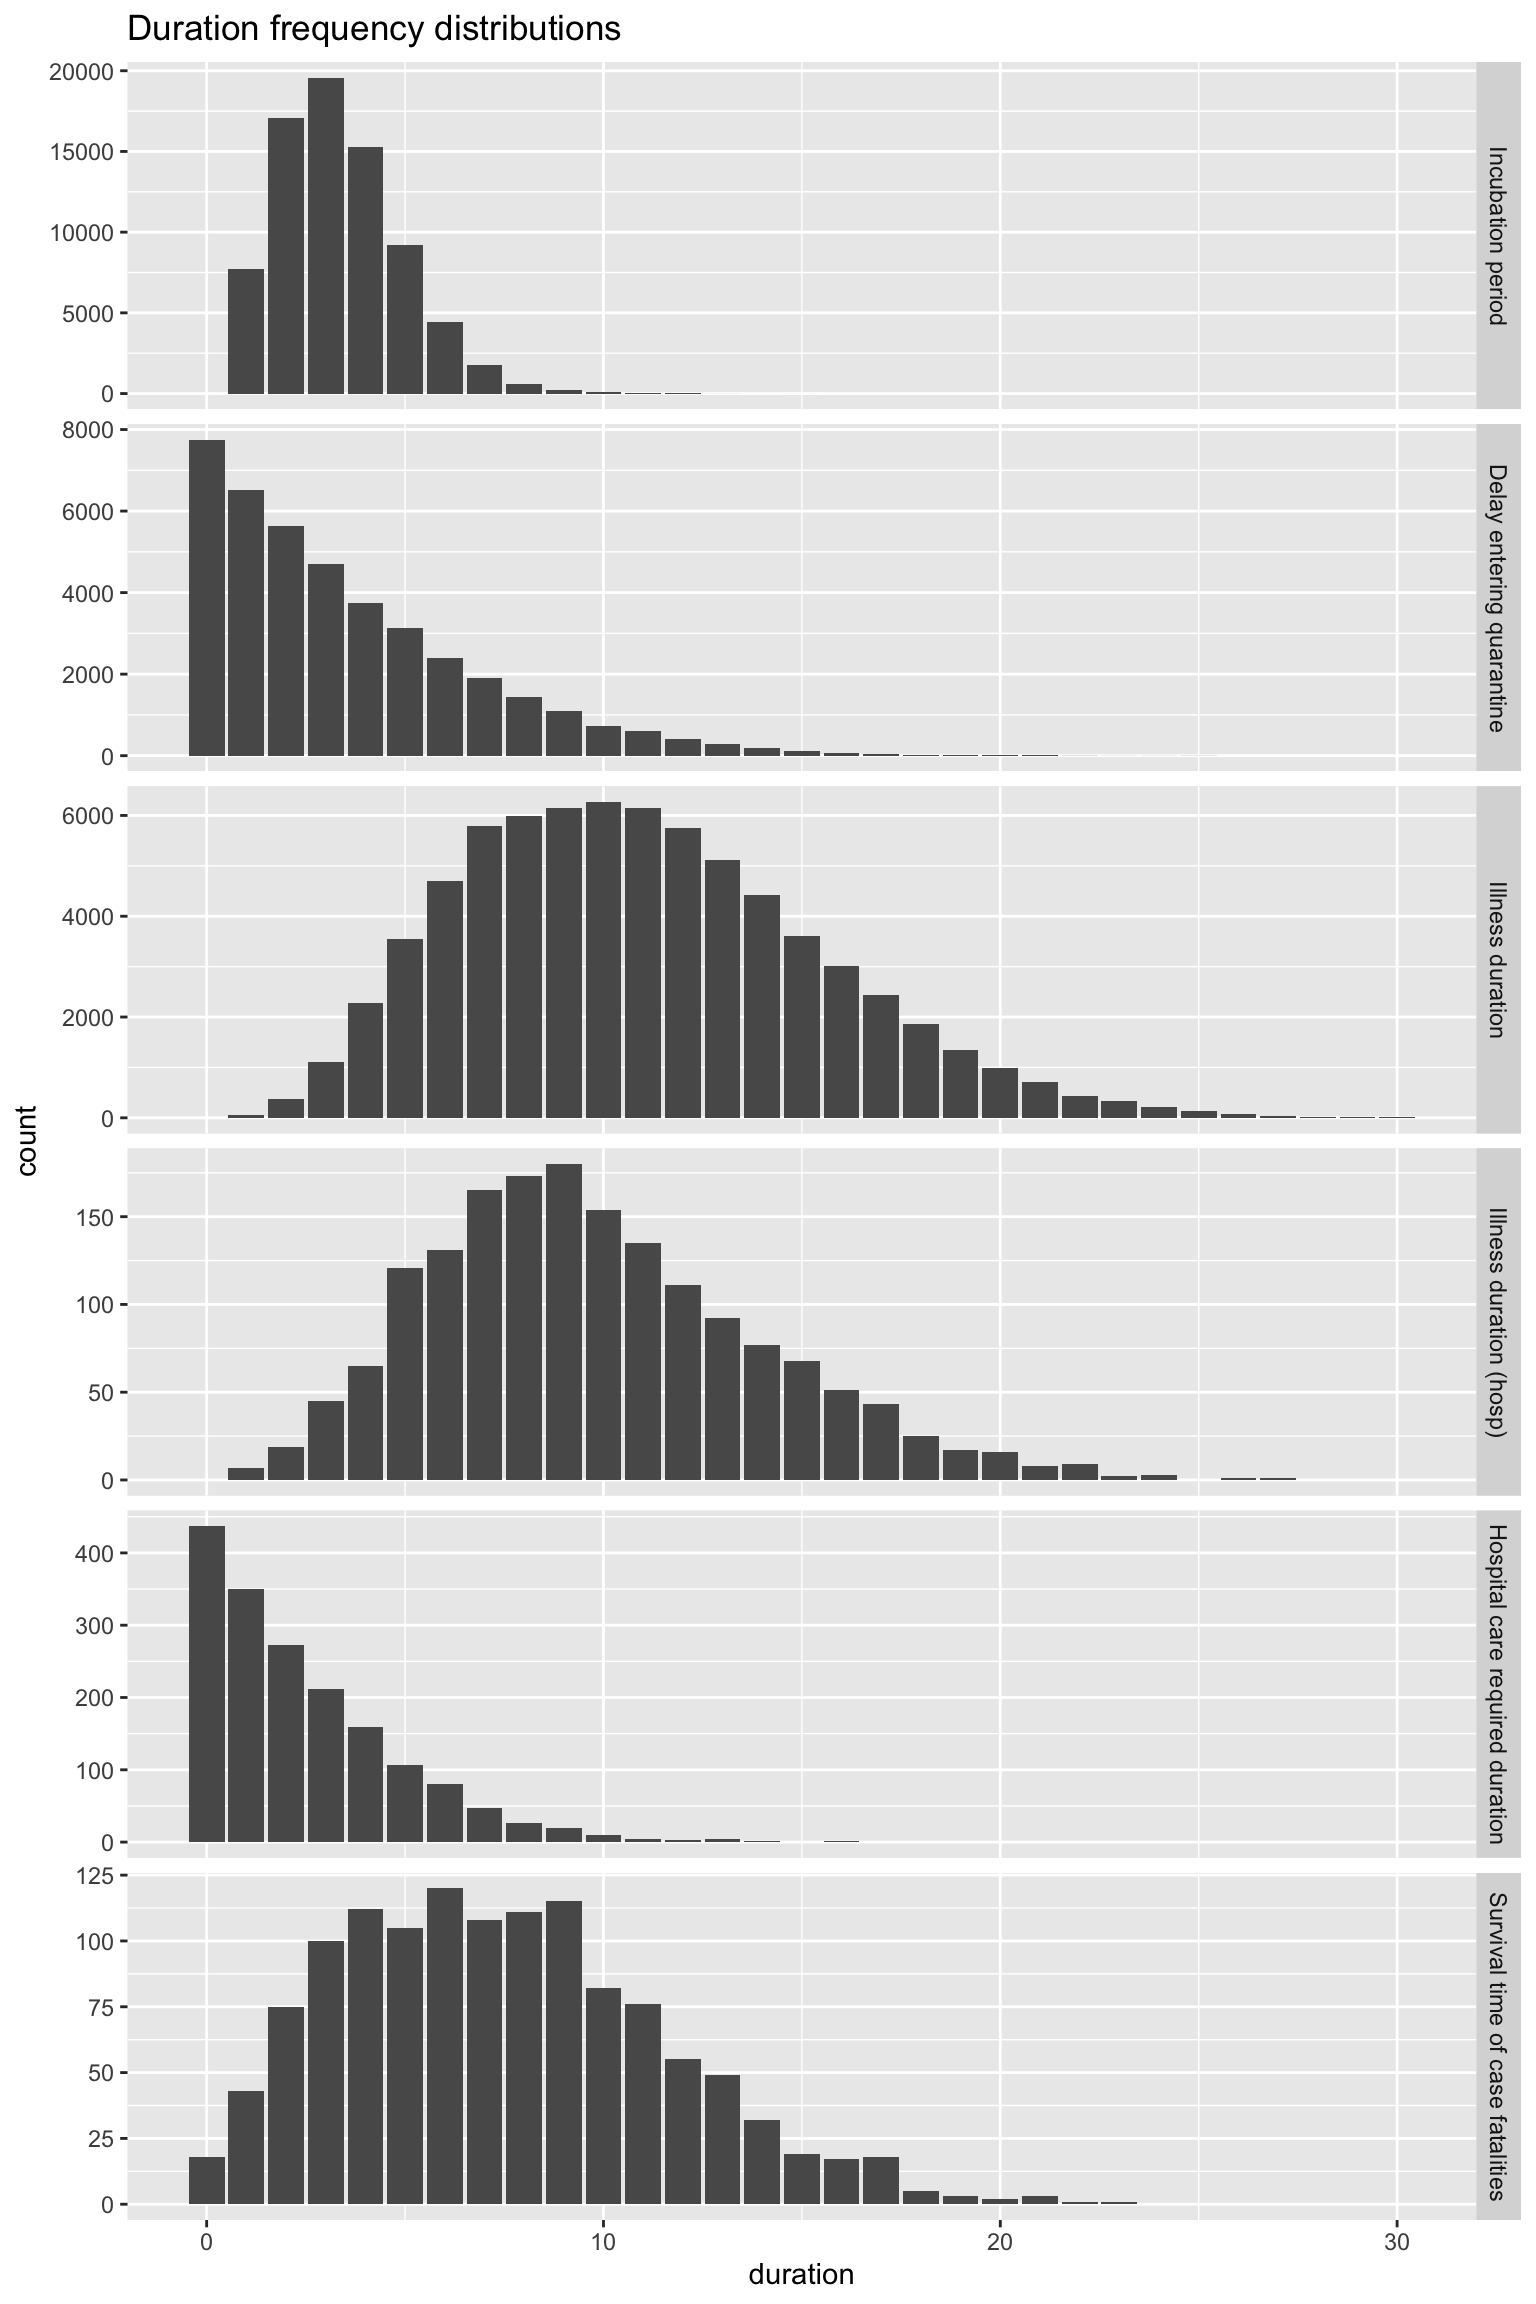 Duration frequency distributions
20000
15000
10000
5000
0
Incubation period
8000
6000
4000
2000
0
Delay entering quarantine
6000
4000
2000
0
Illness duration
count
150
100
50
0
Illness duration (hosp)
400
300
200
100
0
Hospital care required duration
125
100
75
50
25
0
Survival time of case fatalities
0 10 20 30
duration